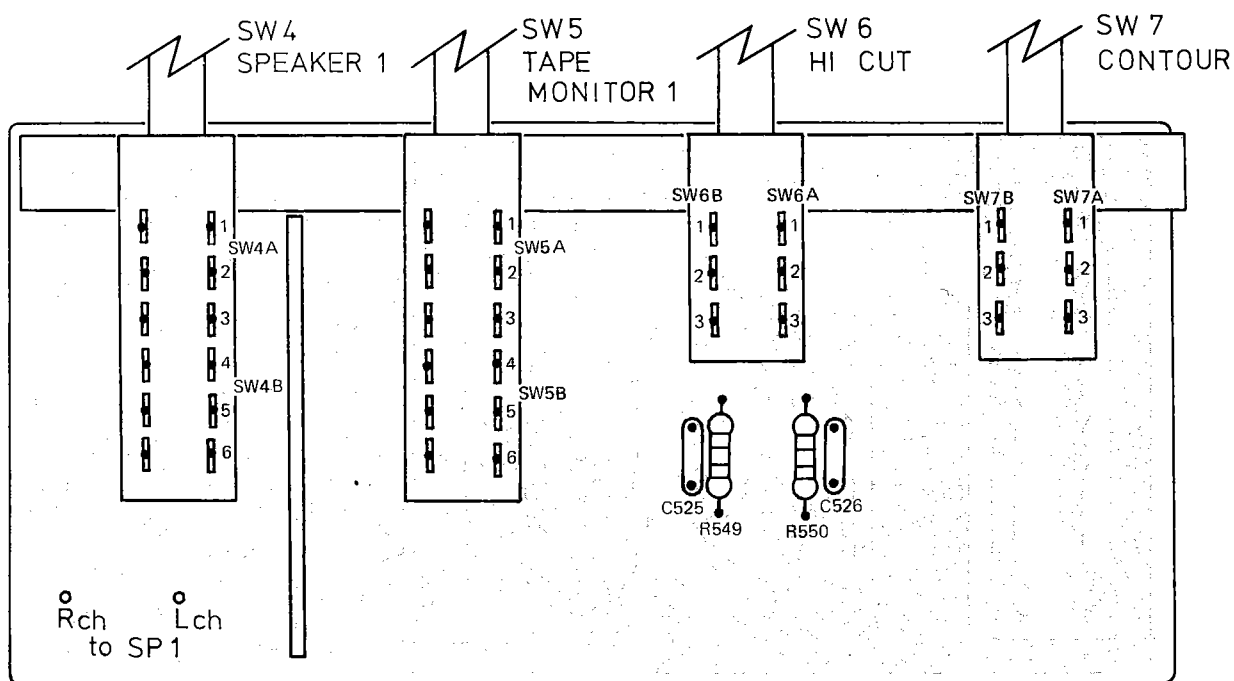 SW4
SPEAKER 1
SW5
TAPE
MONITOR 1
SW 6
HI CUT
SW 7
CONTOUR
SW6B SW6A
SW7B SW7A
1 1 1 1 1 1
SW4A SW5A
2 2 2 2 2 2
3 3 3 3 3 3
4 4
SW4B SW5B
5 5
6 6
C525 R549 R550 C526
Rch Lch
to SP1